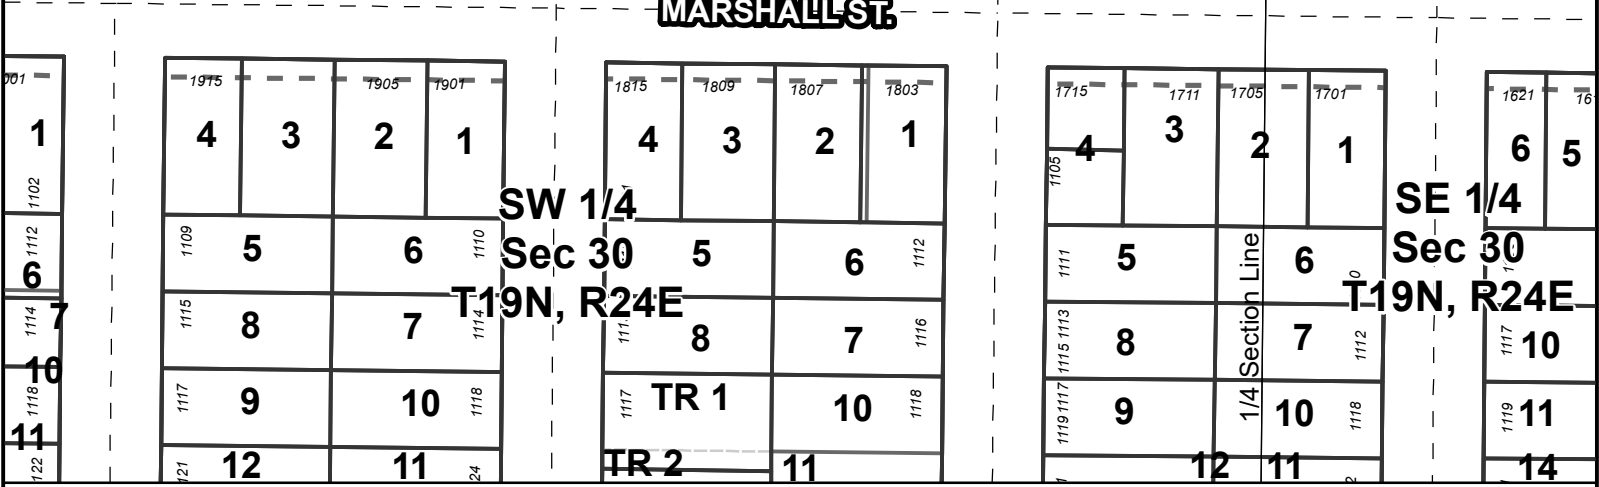 MARSHALL ST.
1915 1905 1901 1815 1809 1807 1803 1715 1711 1705 1701 1621
1 4 3 2 1 4 3 2 1 4 3 2 1 6 5
1102 1105
SW 1/4
Sec 30
T19N, R24E
SE 1/4
Sec 30
T19N, R24E
1112 1109 5 6 1110 5 6 1112 1111 5 6
6
1114 7 1115 8 7 1114 8 7 1116 1113 1115 8 7 1112 1117 10
1/4 Section Line
10
1118 1117 9 10 1118 1117 TR 1 10 1118 1117 1119 9 10 1118 1119 11
11
12 11 TR 2 11 12 11 14